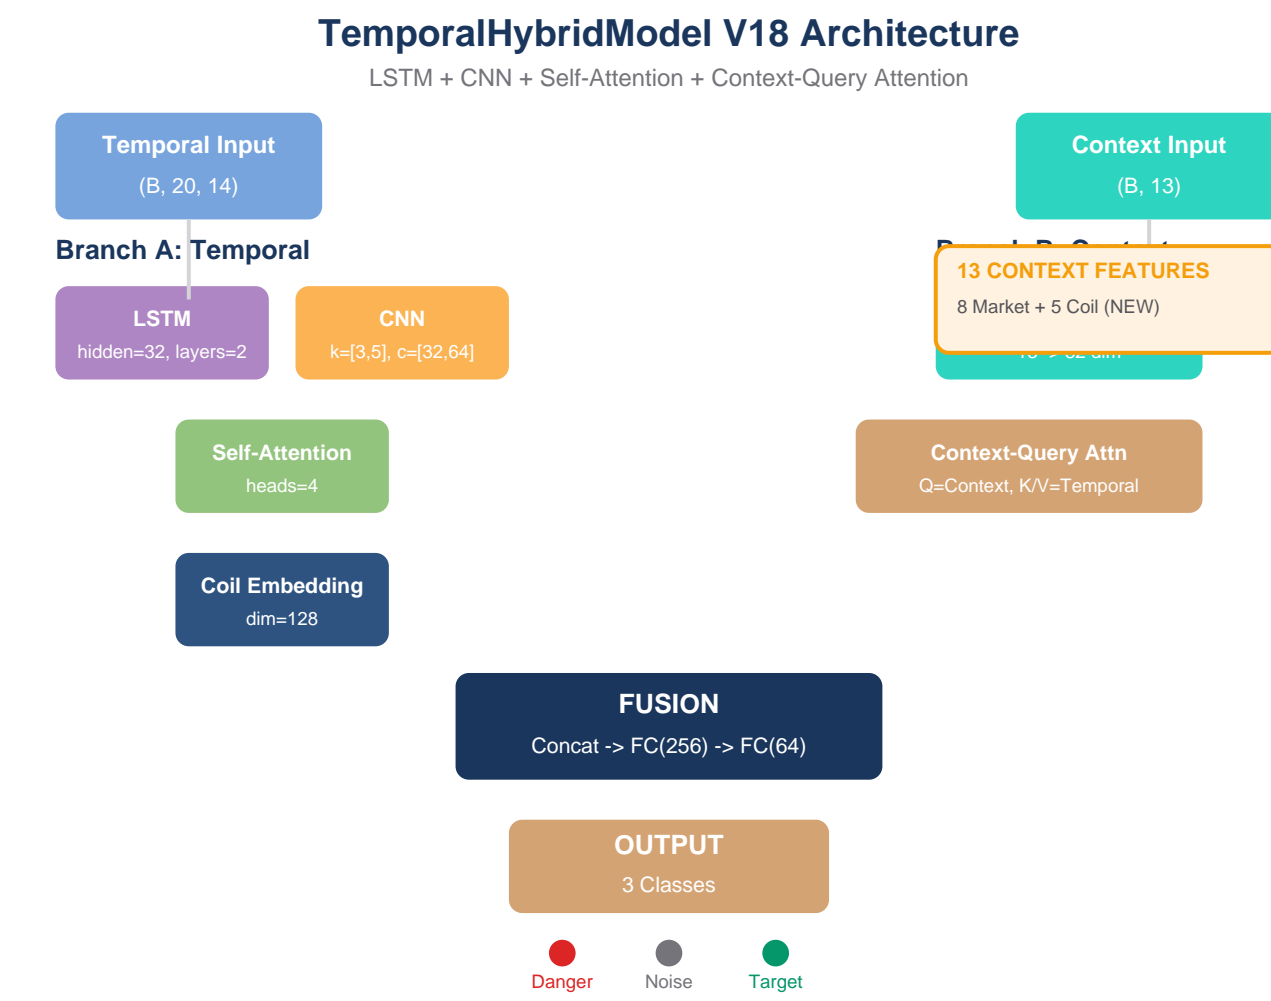 TemporalHybridModel V18 Architecture
LSTM + CNN + Self-Attention + Context-Query Attention
Temporal Input
(B, 20, 14)
Context Input
(B, 13)
Branch A: Temporal
13 CONTEXT FEATURES
8 Market + 5 Coil (NEW)
LSTM
hidden=32, layers=2
CNN
k=[3,5], c=[32,64]
Self-Attention
heads=4
Context-Query Attn
Q=Context, K/V=Temporal
Coil Embedding
dim=128
FUSION
Concat -> FC(256) -> FC(64)
OUTPUT
3 Classes
Danger
Noise
Target